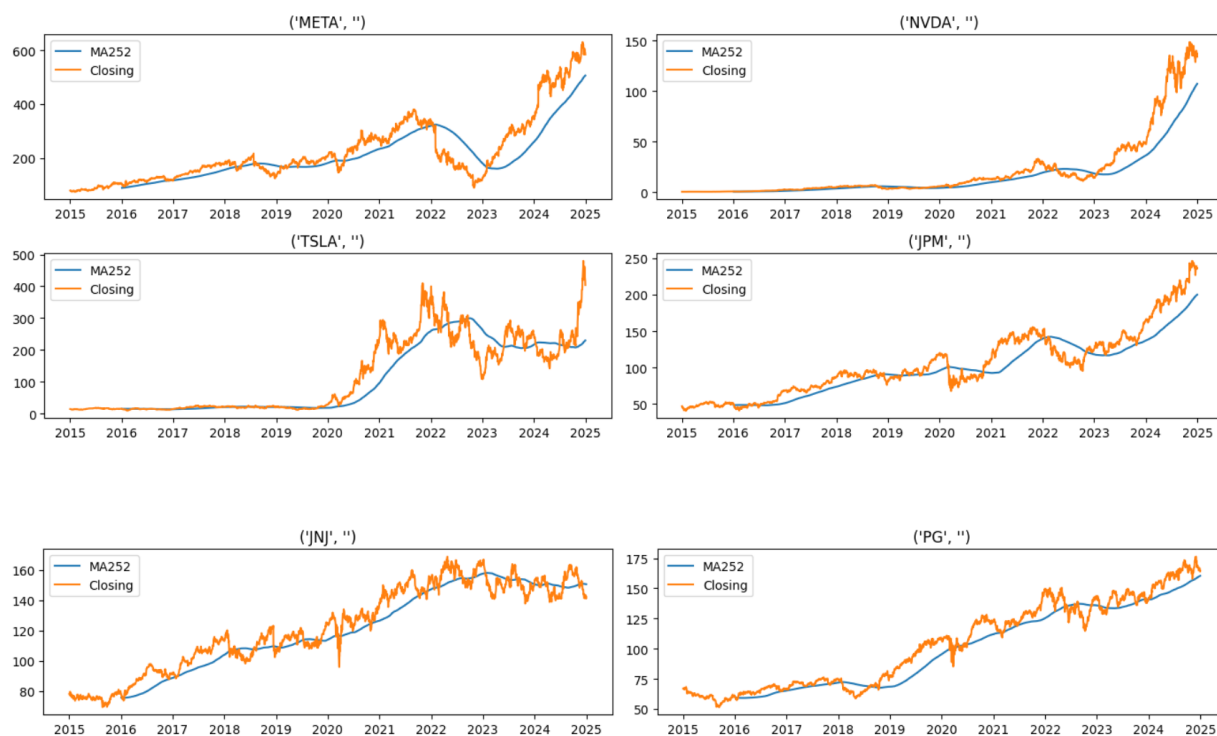 ('META', '')
MA252
Closing
600
400
200
2015 2016 2017 2018 2019 2020 2021 2022 2023 2024 2025
('NVDA', '')
MA252
Closing
150
100
50
0
2015 2016 2017 2018 2019 2020 2021 2022 2023 2024 2025
('TSLA', '')
MA252
Closing
500
400
300
200
100
0
2015 2016 2017 2018 2019 2020 2021 2022 2023 2024 2025
('JPM', '')
MA252
Closing
250
200
150
100
50
2015 2016 2017 2018 2019 2020 2021 2022 2023 2024 2025
('JNJ', '')
MA252
Closing
160
140
120
100
80
2015 2016 2017 2018 2019 2020 2021 2022 2023 2024 2025
('PG', '')
MA252
Closing
175
150
125
100
75
50
2015 2016 2017 2018 2019 2020 2021 2022 2023 2024 2025